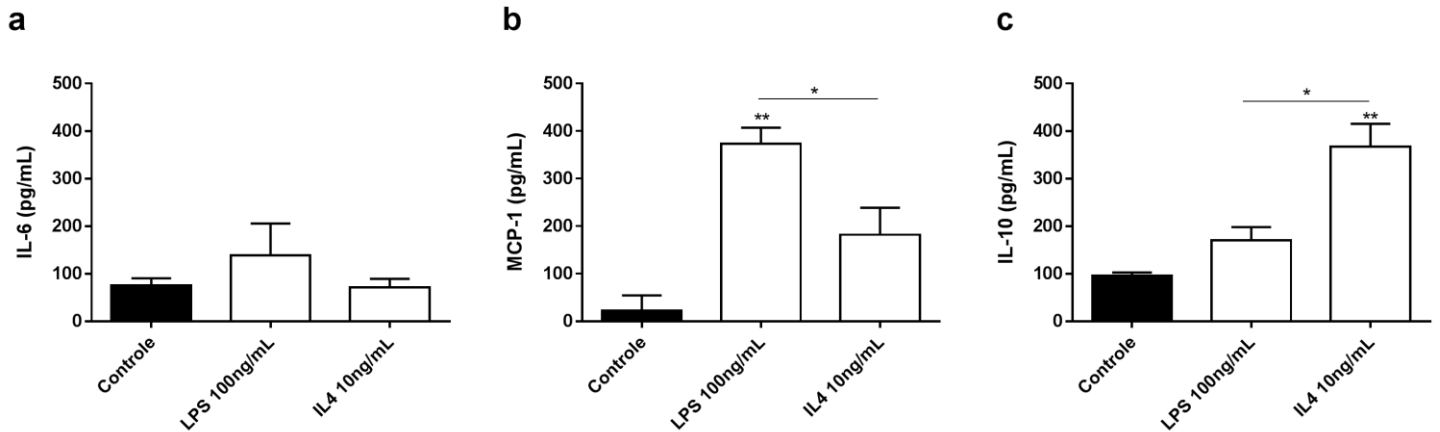 a
IL-6 (pg/mL)
500
400
300
200
100
0
Controle
LPS 100ng/mL
IL4 10ng/mL
b
MCP-1 (pg/mL)
500
400
300
200
100
0
*
**
Controle
LPS 100ng/mL
IL4 10ng/mL
c
IL-10 (pg/mL)
500
400
300
200
100
0
*
**
Controle
LPS 100ng/mL
IL4 10ng/mL